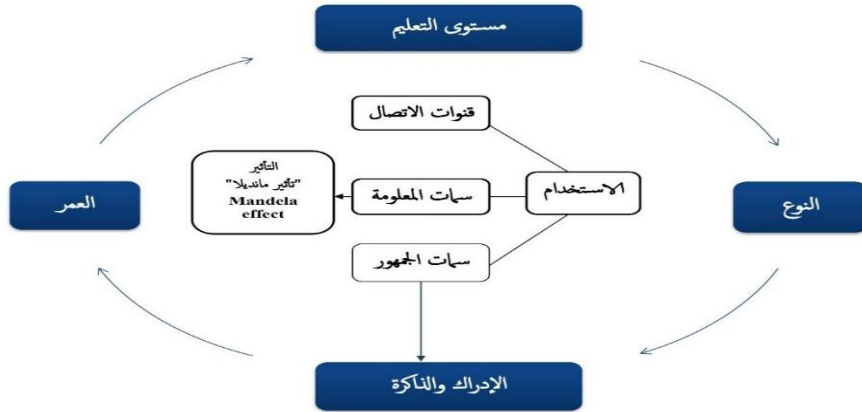 مستوى التعليم
قنوات الاتصال
التأثير
"تأثير مانديلا"
Mandela
effect
سمات المعلومة
الاستخدام
العمر
النوع
سمات الجمهور
الإدراك والذاكرة